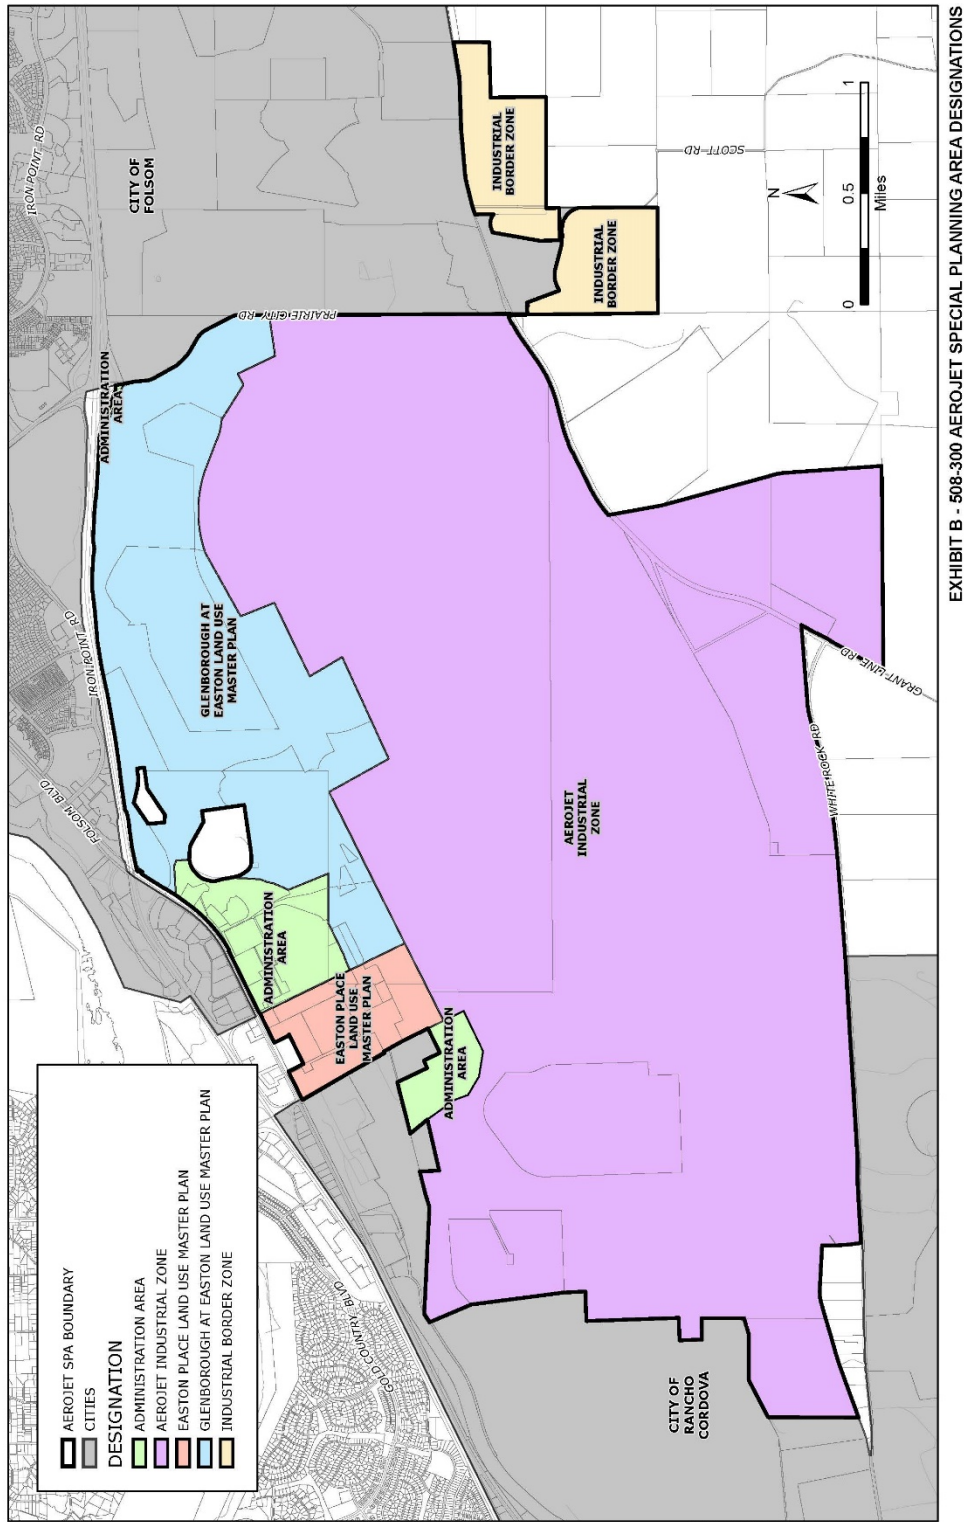 AEROJET SPA BOUNDARY
CITIES
DESIGNATION
ADMINISTRATION AREA
AEROJET INDUSTRIAL ZONE
EASTON PLACE LAND USE MASTER PLAN
GLENBOROUGH AT EASTON LAND USE MASTER PLAN
INDUSTRIAL BORDER ZONE
IRON POINT RD
CITY OF
FOLSOM
FOLSOM BLVD
IRON POINT RD
ADMINISTRATION
AREA
PRAIRIE CITY RD
GLENBOROUGH AT
EASTON LAND USE
MASTER PLAN
ADMINISTRATION
AREA
EASTON PLACE
LAND USE
MASTER PLAN
ADMINISTRATION
AREA
GOLD COUNTRY BLVD
INDUSTRIAL
BORDER ZONE
INDUSTRIAL
BORDER ZONE
SCOTT RD
AEROJET
INDUSTRIAL
ZONE
CITY OF
RANCHO
CORDOVA
WHITE ROCK RD
GRANT LINE RD
N
0 0.5 1
Miles
EXHIBIT B - 508-300 AEROJET SPECIAL PLANNING AREA DESIGNATIONS